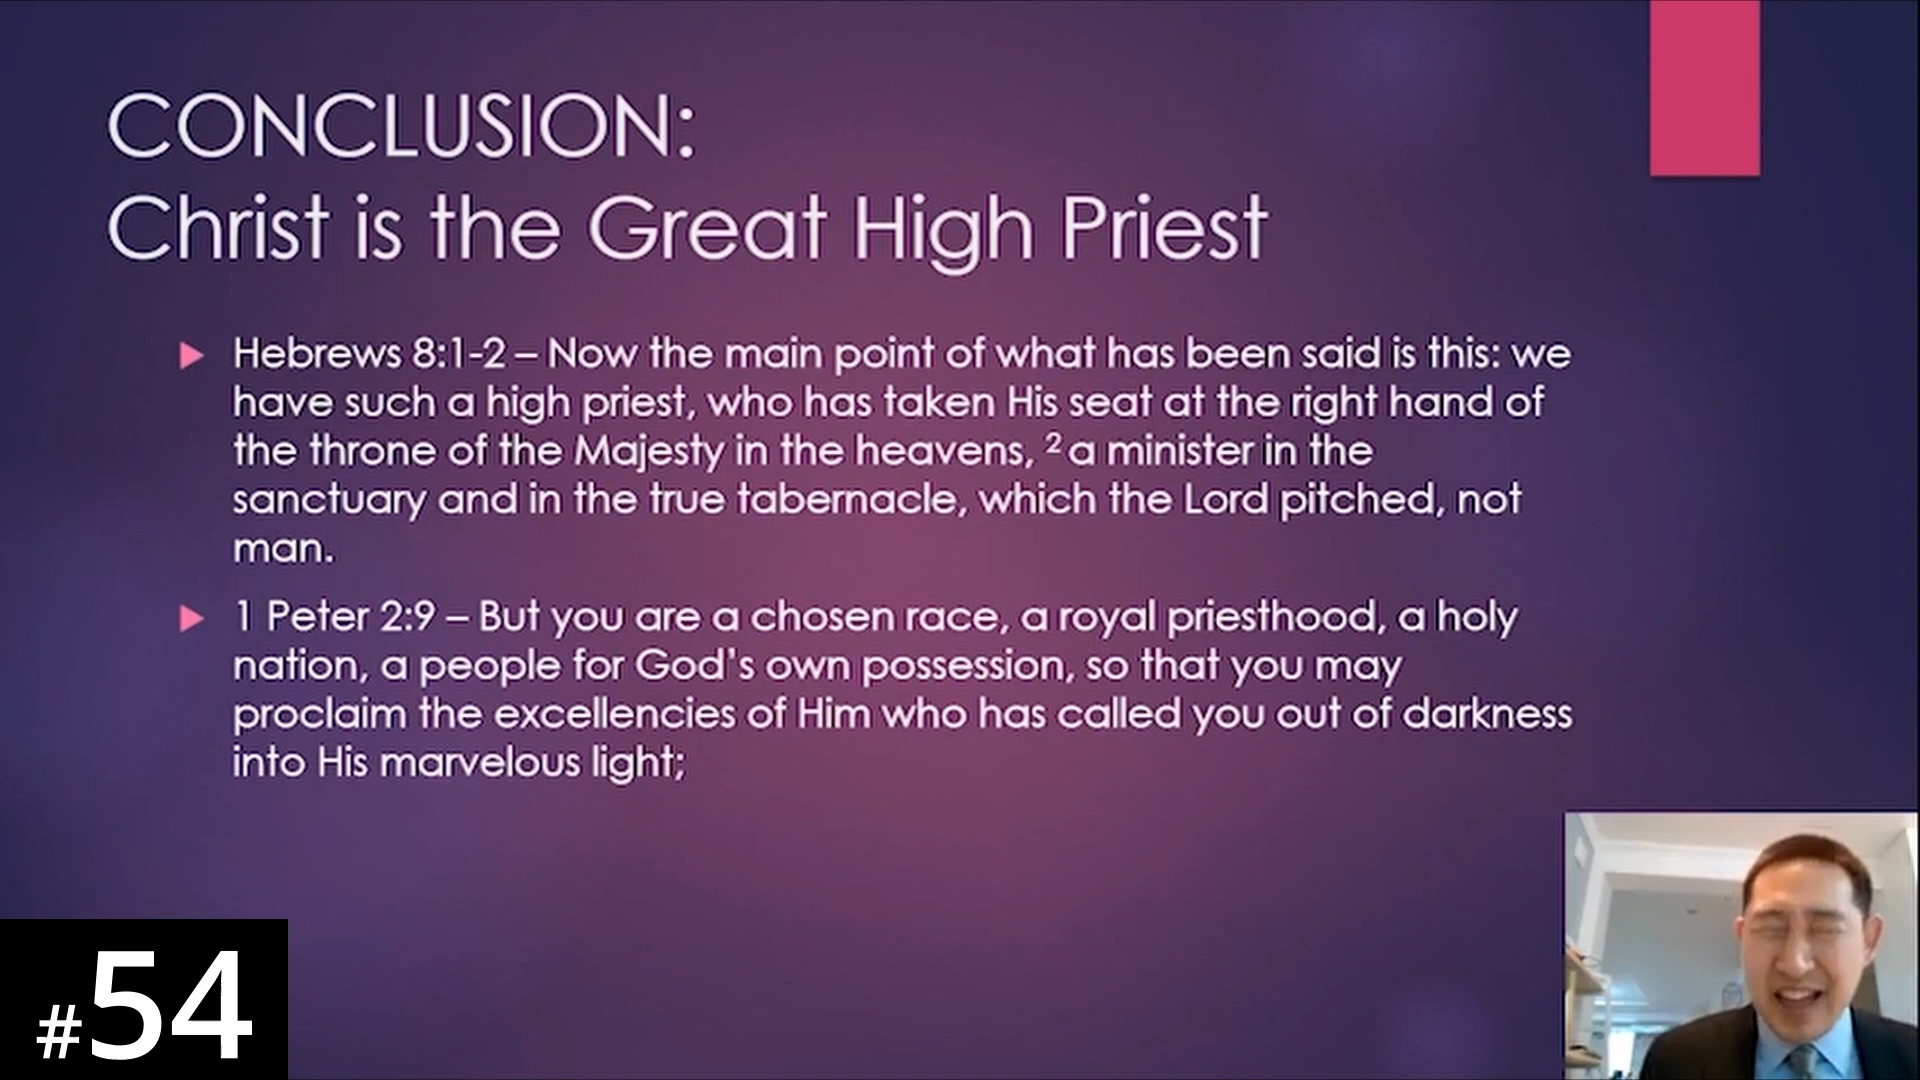 CONCLUSION:
Christ is the Great High Priest
Hebrews 8:1-2 – Now the main point of what has been said is this: we
have such a high priest, who has taken His seat at the right hand of
the throne of the Majesty in the heavens, ² a minister in the
sanctuary and in the true tabernacle, which the Lord pitched, not
man.
1 Peter 2:9 – But you are a chosen race, a royal priesthood, a holy
nation, a people for God’s own possession, so that you may
proclaim the excellencies of Him who has called you out of darkness
into His marvelous light;
#54